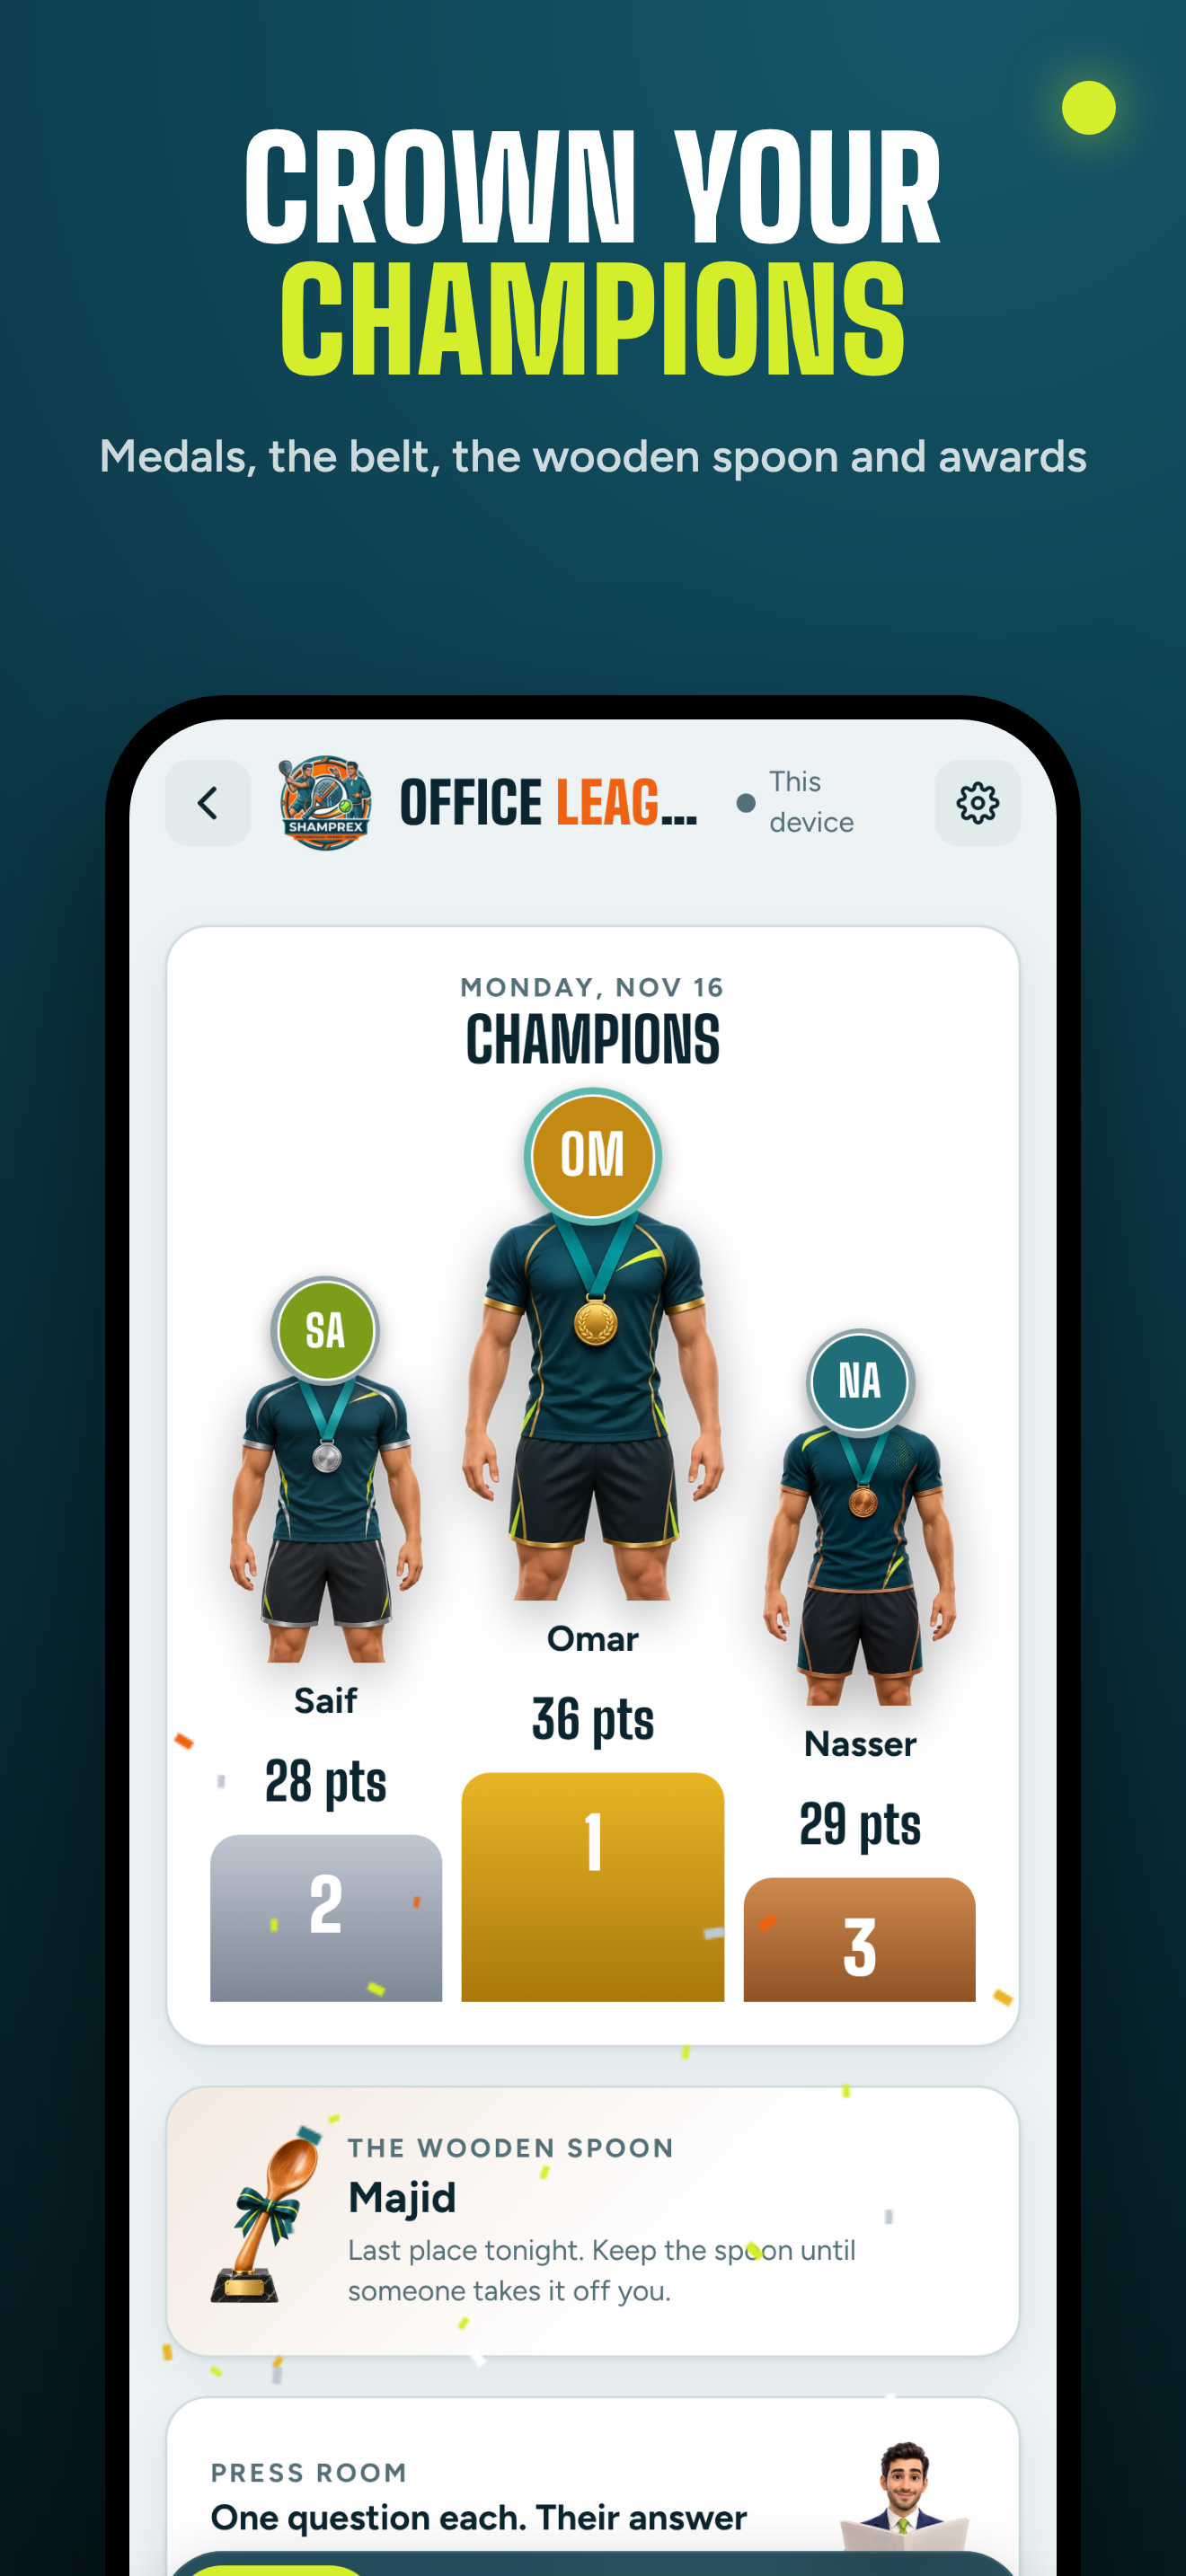 CROWN YOUR
CHAMPIONS
Medals, the belt, the wooden spoon and awards
SHAMPREX
OFFICE LEAG...
This
device
MONDAY, NOV 16
CHAMPIONS
OM
SA
NA
Omar
Saif
36 pts
Nasser
28 pts
29 pts
1
2
3
THE WOODEN SPOON
Majid
Last place tonight. Keep the spoon until
someone takes it off you.
PRESS ROOM
One question each. Their answer